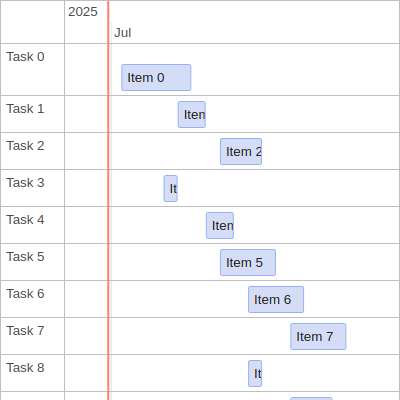 2025
Jul
Task 0
Item 0
Task 1
Iten
Task 2
Item 2
Task 3
It
Task 4
Iten
Task 5
Item 5
Task 6
Item 6
Task 7
Item 7
Task 8
It